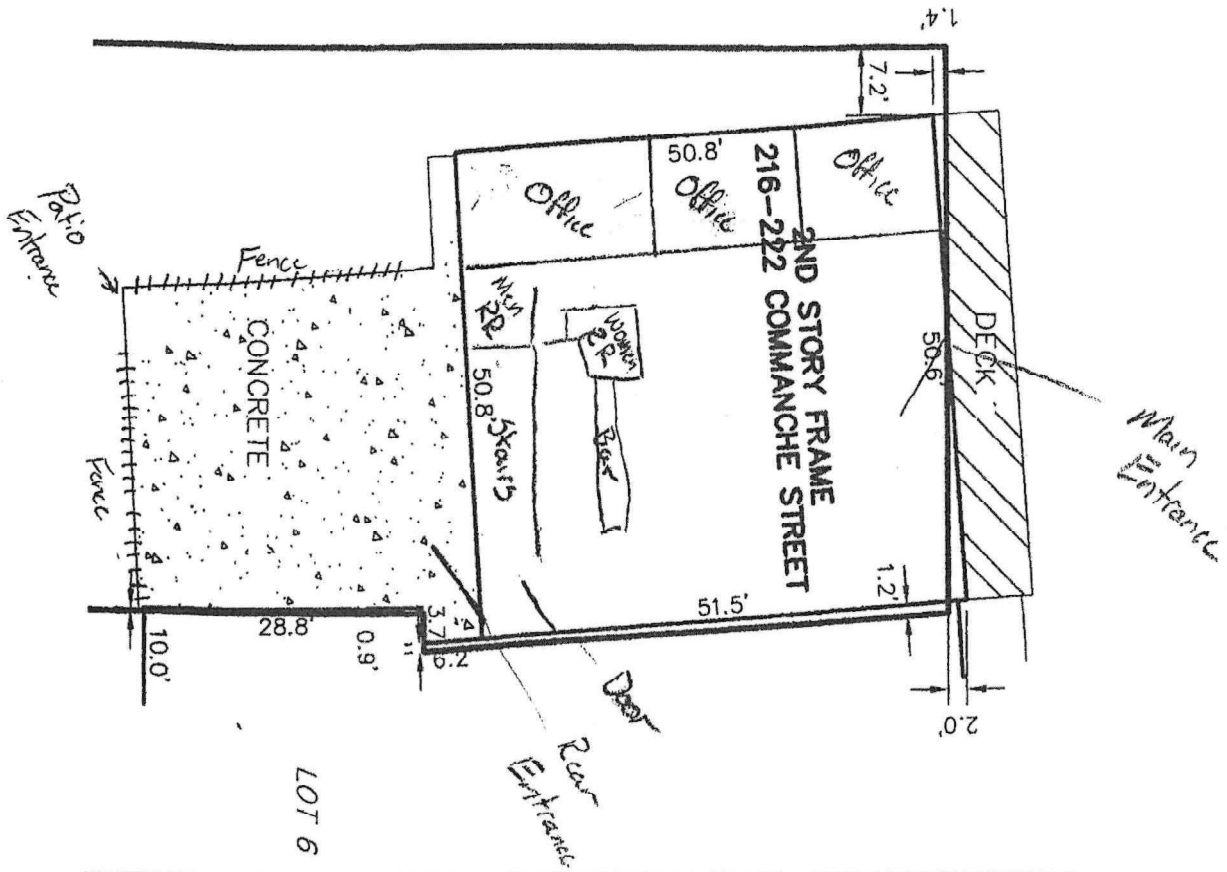 1.4'
7.2'
Office
50.8'
Office
Office
2ND STORY FRAME
216-222 COMMANCHE STREET
DECK
50.6'
Main
Entrance
Patio
Entrance
Fence
Men
RR
Women
RR
Bar
50.8'
Stairs
CONCRETE
Fence
1.2'
51.5'
3.7'
6.2
28.8'
0.9'
10.0'
2.0'
Door
Rear
Entrance
LOT 6